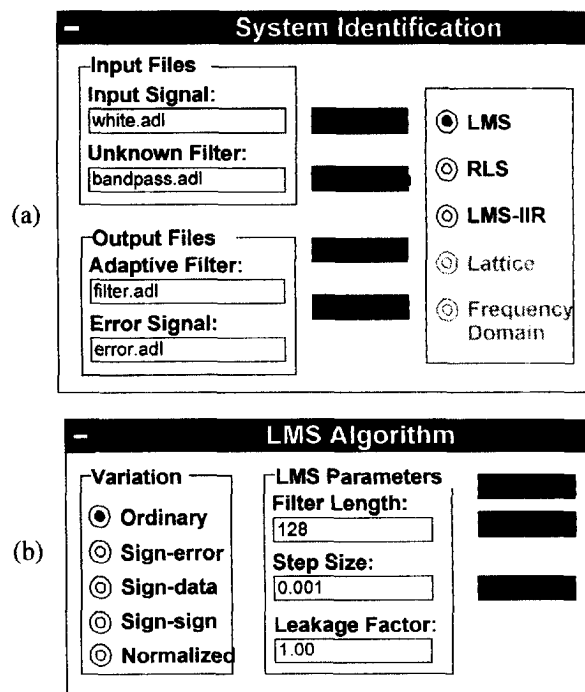 (a)
System Identification
Input Files
Input Signal:
white.adl
Unknown Filter:
bandpass.adl
Output Files
Adaptive Filter:
filter.adl
Error Signal:
error.adl
LMS
RLS
LMS-IIR
Lattice
Frequency
Domain
(b)
LMS Algorithm
Variation
Ordinary
Sign-error
Sign-data
Sign-sign
Normalized
LMS Parameters
Filter Length:
128
Step Size:
0.001
Leakage Factor:
1.00